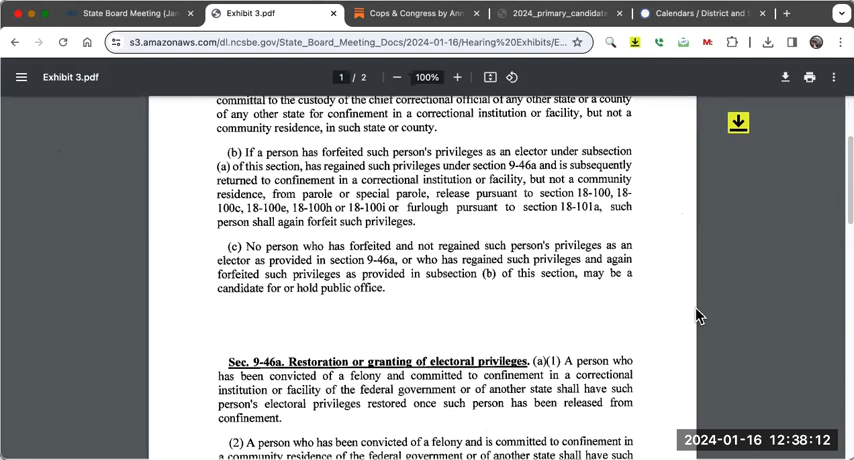 State Board Meeting (Jan
Exhibit 3.pdf
Cops & Congress by Ann
2024_primary_candidate
Calendars / District and S
s3.amazonaws.com/dl.ncsbe.gov/State_Board_Meeting_Docs/2024-01-16/Hearing%20Exhibits/E...
Exhibit 3.pdf
1 / 2
100%
committal to the custody of the chief correctional official of any other state or a county
of any other state for confinement in a correctional institution or facility, but not a
community residence, in such state or county.
(b) If a person has forfeited such person's privileges as an elector under subsection
(a) of this section, has regained such privileges under section 9-46a and is subsequently
returned to confinement in a correctional institution or facility, but not a community
residence, from parole or special parole, release pursuant to section 18-100, 18-
100c, 18-100e, 18-100h or 18-100i or furlough pursuant to section 18-101a, such
person shall again forfeit such privileges.
(c) No person who has forfeited and not regained such person's privileges as an
elector as provided in section 9-46a, or who has regained such privileges and again
forfeited such privileges as provided in subsection (b) of this section, may be a
candidate for or hold public office.
Sec. 9-46a. Restoration or granting of electoral privileges. (a)(1) A person who
has been convicted of a felony and committed to confinement in a correctional
institution or facility of the federal government or of another state shall have such
person's electoral privileges restored once such person has been released from
confinement.
(2) A person who has been convicted of a felony and is committed to confinement in
a community residence of the federal government or of another state shall have such
2024-01-16 12:38:12